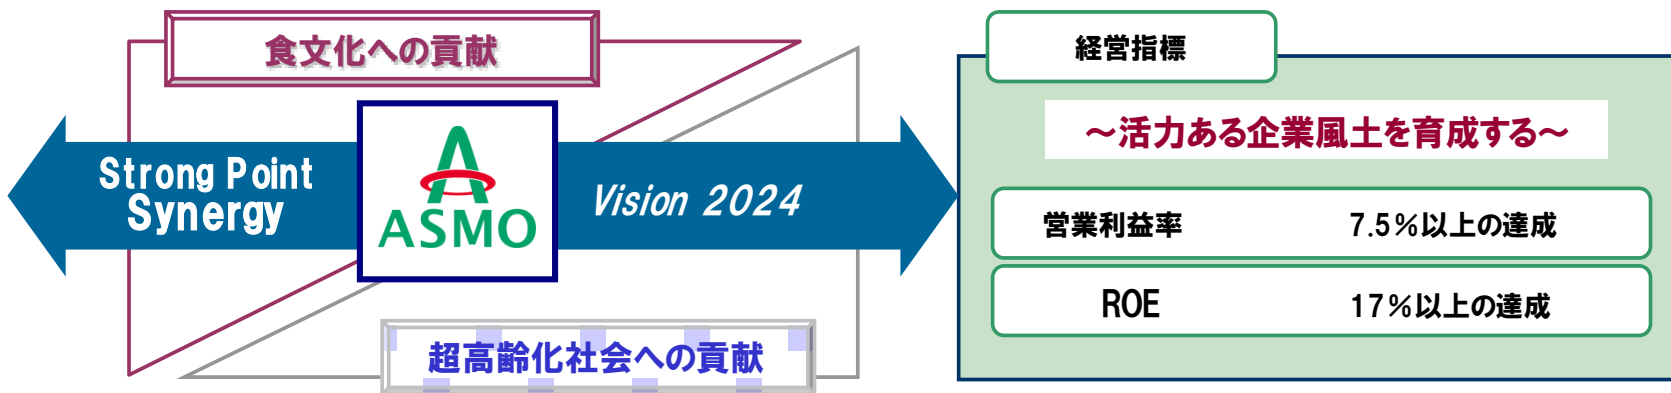 食文化への貢献
Strong Point
Synergy
ASMO
Vision 2024
超高齢化社会への貢献
経営指標
～活力ある企業風土を育成する～
営業利益率 7.5％以上の達成
ROE 17％以上の達成